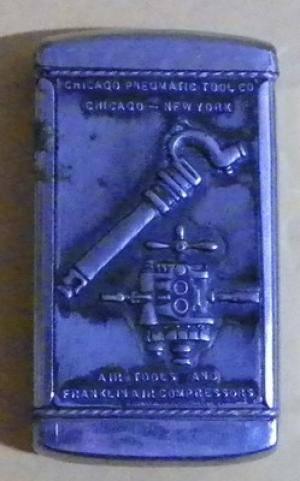 CHICAGO PNEUMATIC TOOL CO
CHICAGO — NEW YORK
AIR TOOLS AND
FRANKLIN AIR COMPRESSORS